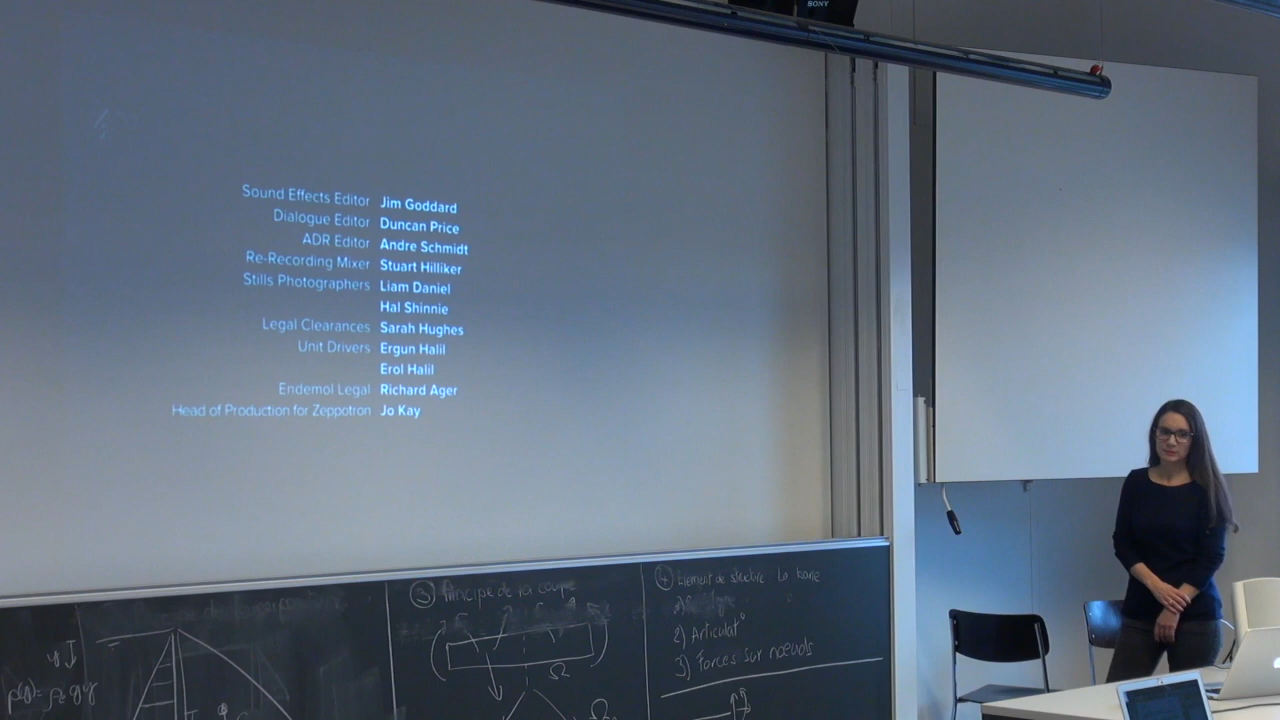 SONY
Sound Effects Editor Jim Goddard
Dialogue Editor Duncan Price
ADR Editor Andre Schmidt
Re-Recording Mixer Stuart Hilliker
Stills Photographers Liam Daniel
Hal Shinnie
Legal Clearances Sarah Hughes
Unit Drivers Ergun Halil
Erol Halil
Endemol Legal Richard Ager
Head of Production for Zeppotron Jo Kay
3) Principe de la coupe
Ω
Ω
4) Element de structure la barre
2) Articulat°
3) Forces sur noeuds